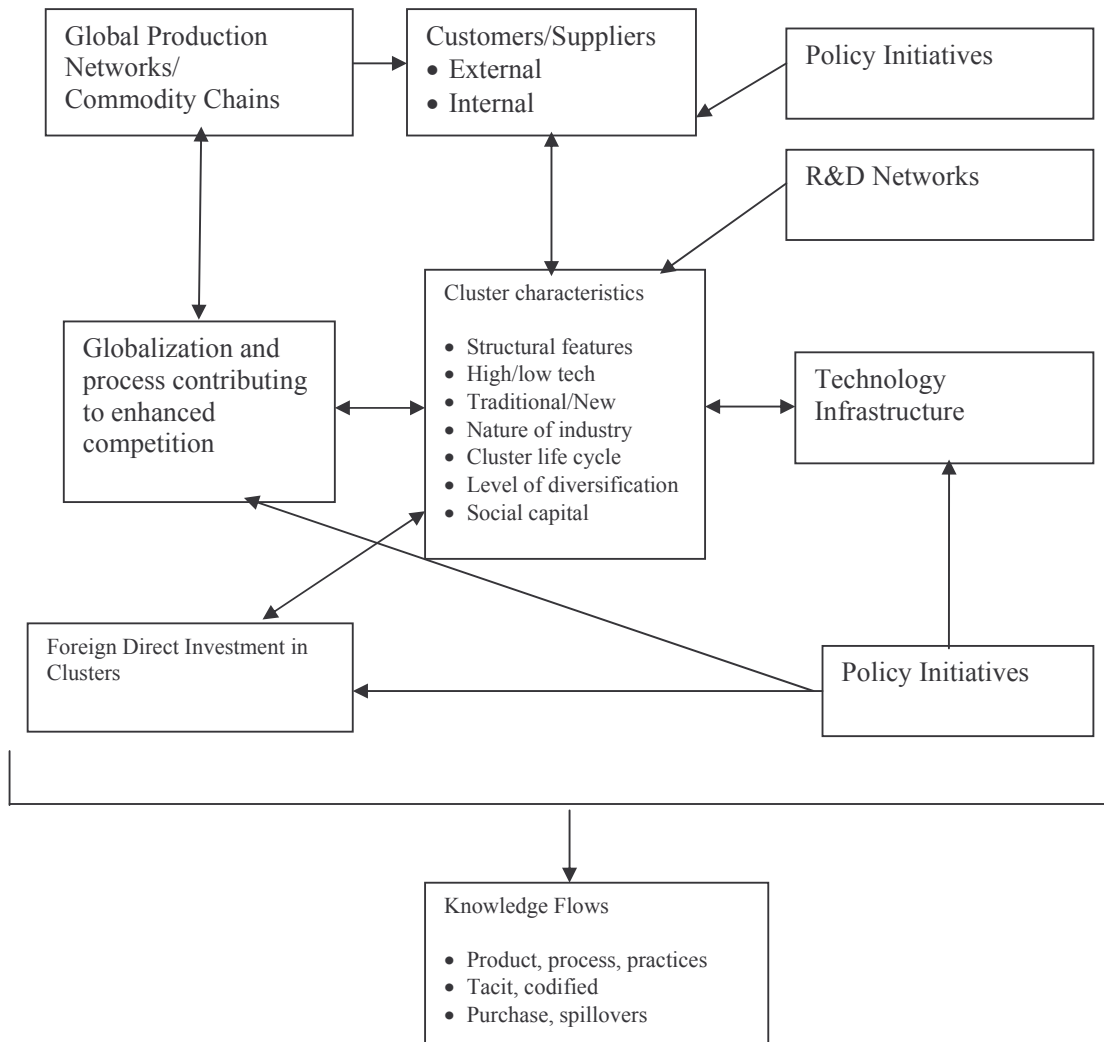 Global Production
Networks/
Commodity Chains
Customers/Suppliers
• External
• Internal
Policy Initiatives
R&D Networks
Cluster characteristics
• Structural features
• High/low tech
• Traditional/New
• Nature of industry
• Cluster life cycle
• Level of diversification
• Social capital
Globalization and
process contributing
to enhanced
competition
Technology
Infrastructure
Foreign Direct Investment in
Clusters
Policy Initiatives
Knowledge Flows
• Product, process, practices
• Tacit, codified
• Purchase, spillovers